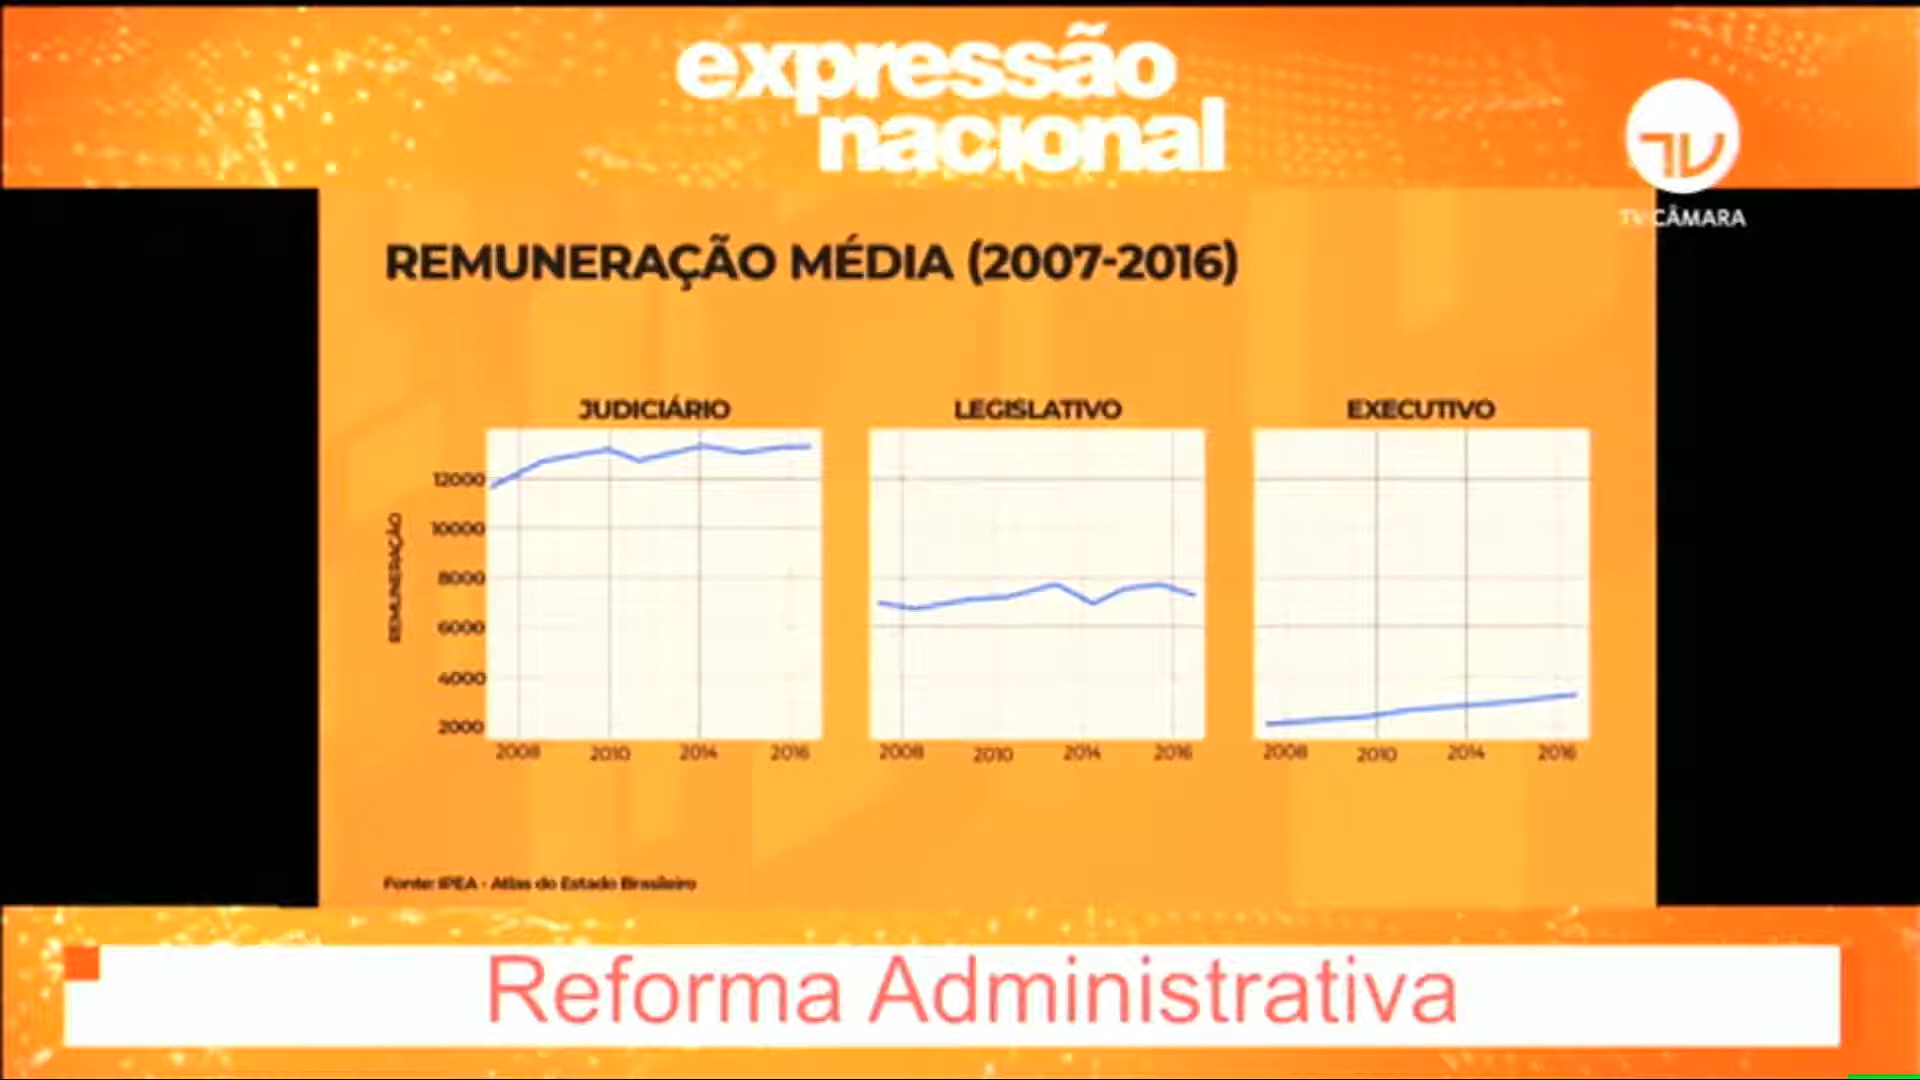 expressão
nacional
TV CÂMARA
REMUNERAÇÃO MÉDIA (2007-2016)
JUDICIÁRIO
LEGISLATIVO
EXECUTIVO
REMUNERAÇÃO
12000
10000
8000
6000
4000
2000
2008 2010 2014 2016
2008 2010 2014 2016
2008 2010 2014 2016
Fonte: IPEA - Atlas do Estado Brasileiro
Reforma Administrativa